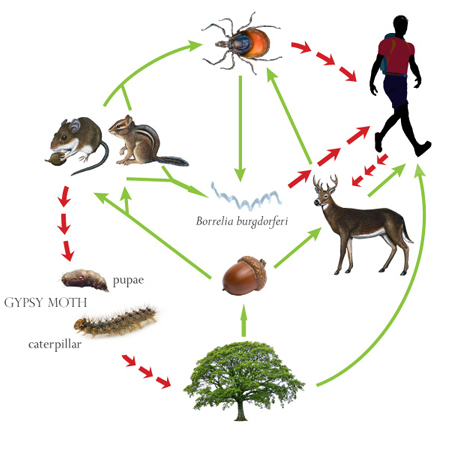 Borrelia burgdorferi
pupae
GYPSY MOTH
caterpillar